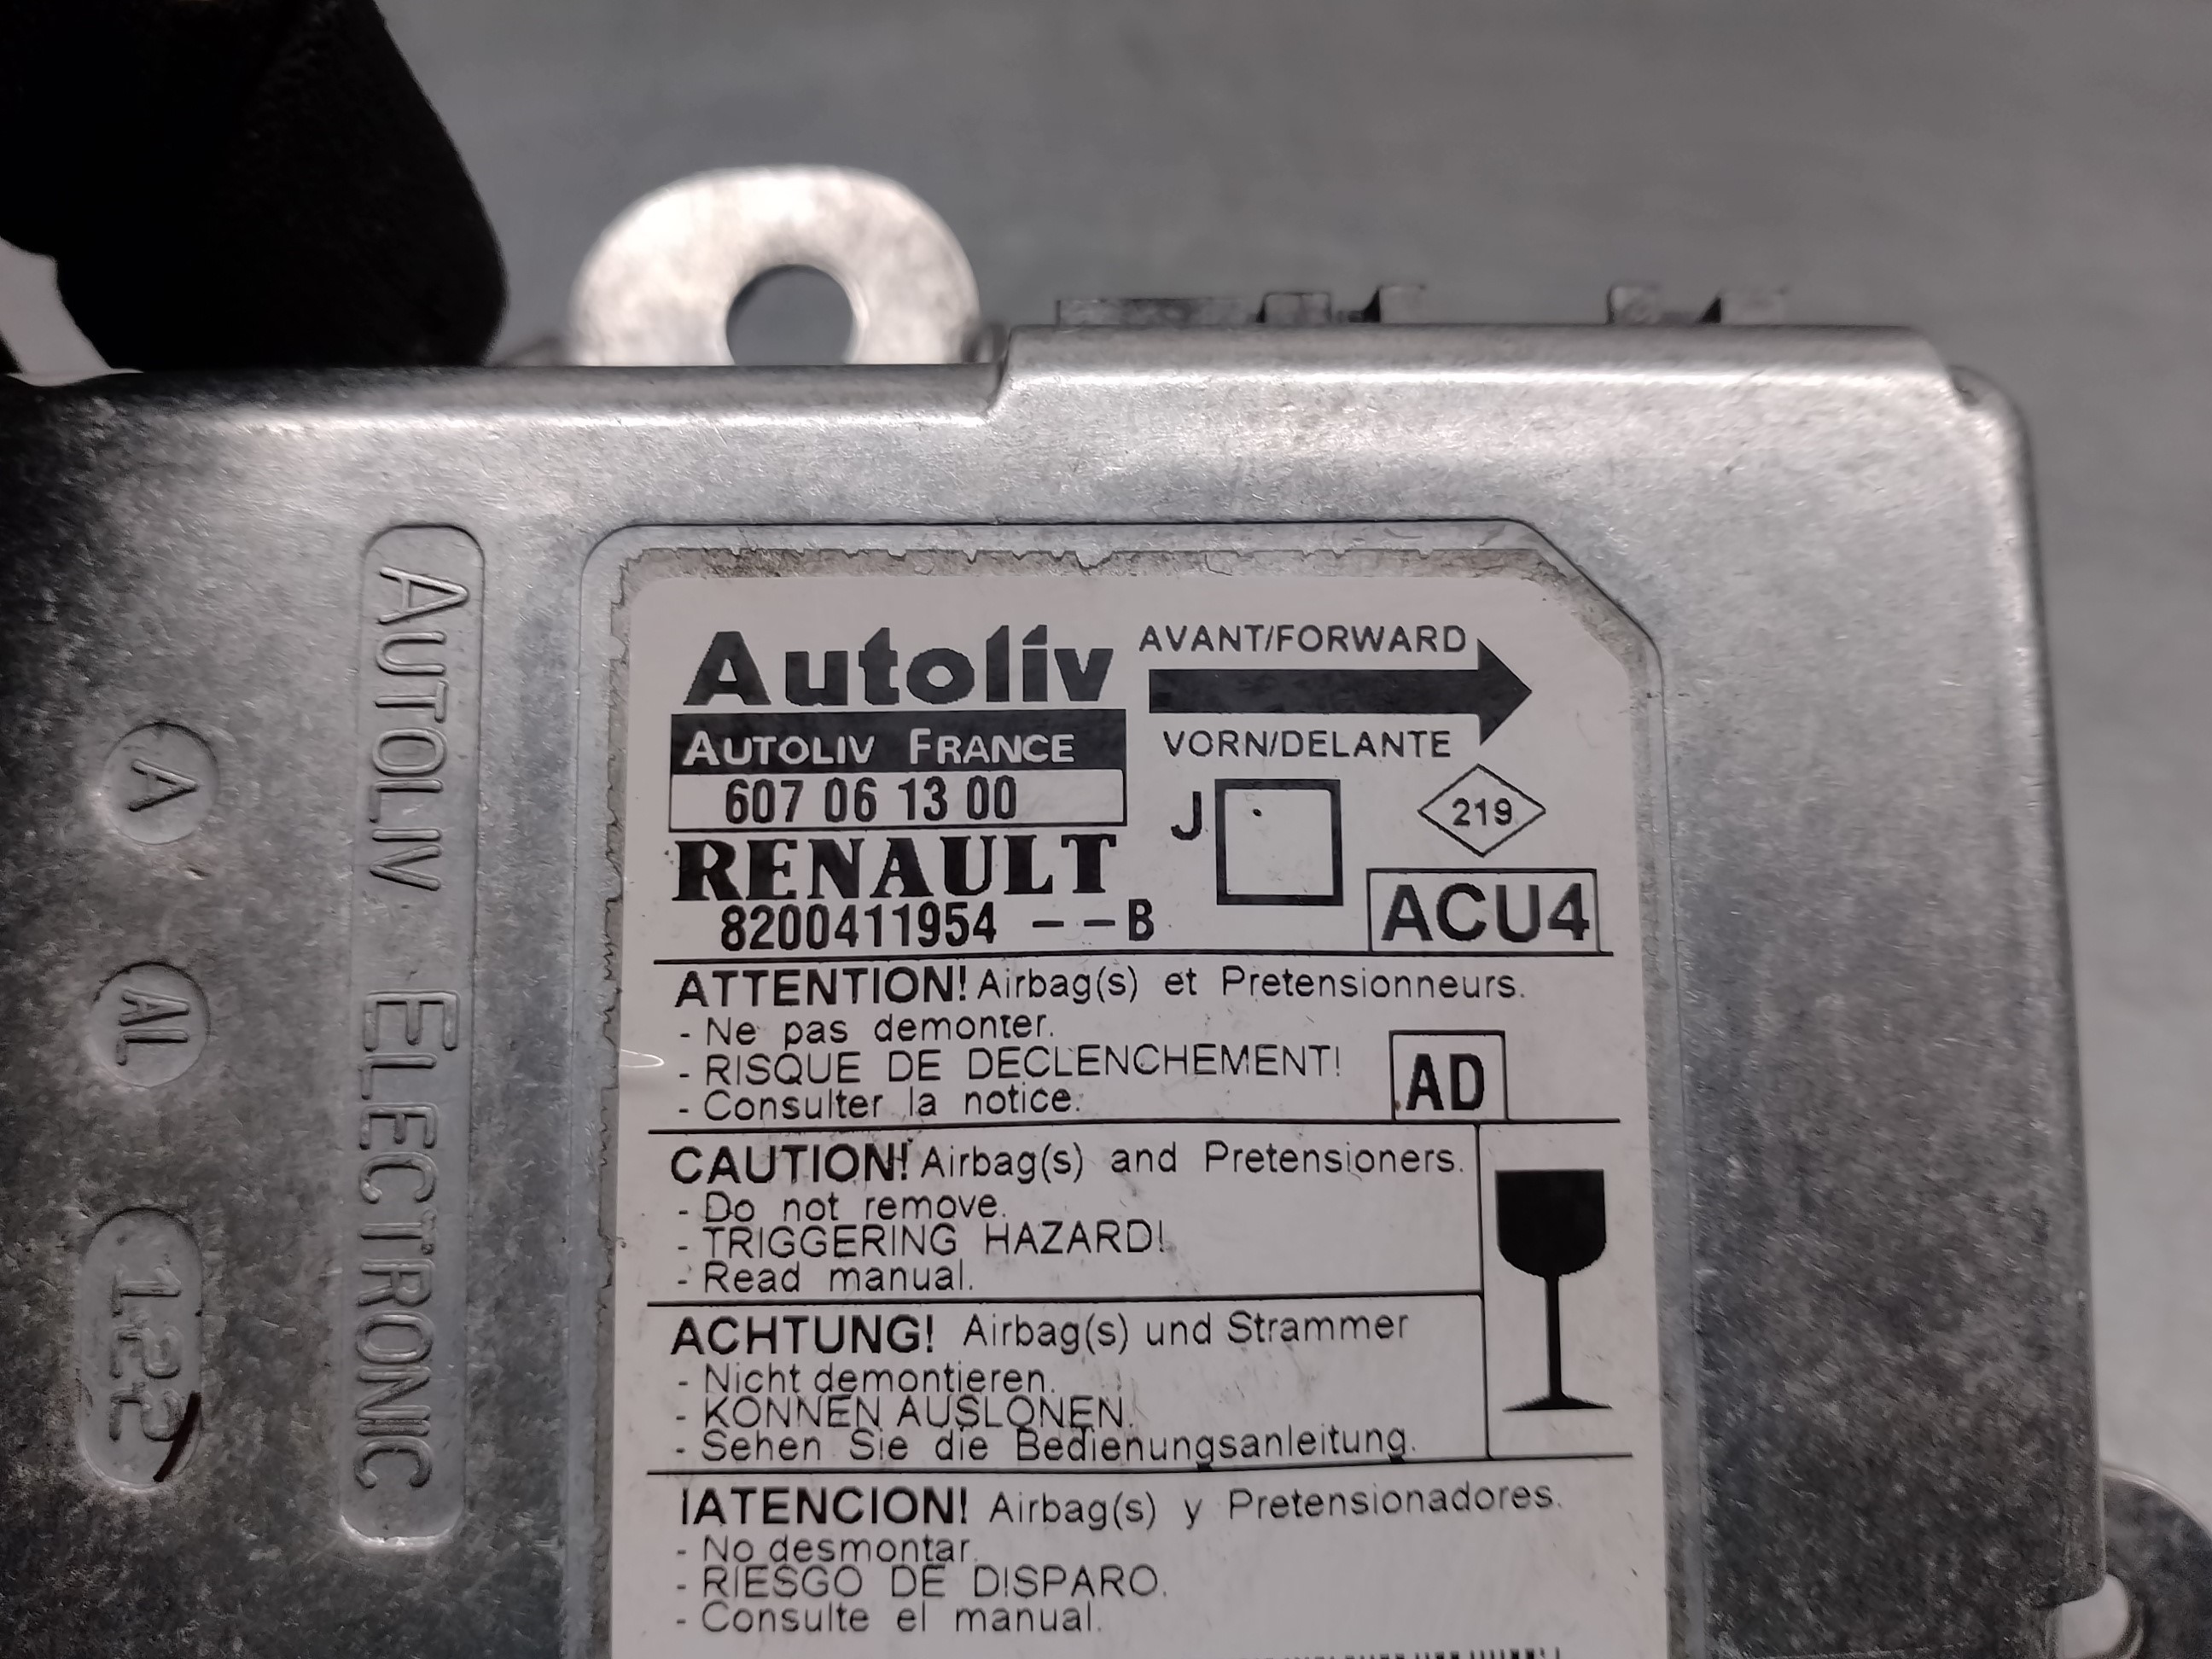 Autoliv
AVANT/FORWARD
AUTOLIV FRANCE
VORN/DELANTE
607 06 13 00
J
219
RENAULT
8200411954 --B
ACU4
ATTENTION! Airbag(s) et Pretensionneurs.
- Ne pas demonter.
- RISQUE DE DECLENCHEMENT!
- Consulter la notice.
AD
CAUTION! Airbag(s) and Pretensioners.
- Do not remove.
- TRIGGERING HAZARD!
- Read manual.
ACHTUNG! Airbag(s) und Strammer
- Nicht demontieren.
- KONNEN AUSLONEN.
- Sehen Sie die Bedienungsanleitung.
¡ATENCION! Airbag(s) y Pretensionadores.
- No desmontar.
- RIESGO DE DISPARO.
- Consulte el manual.
AUTOLIV ELECTRONIC
A
AL